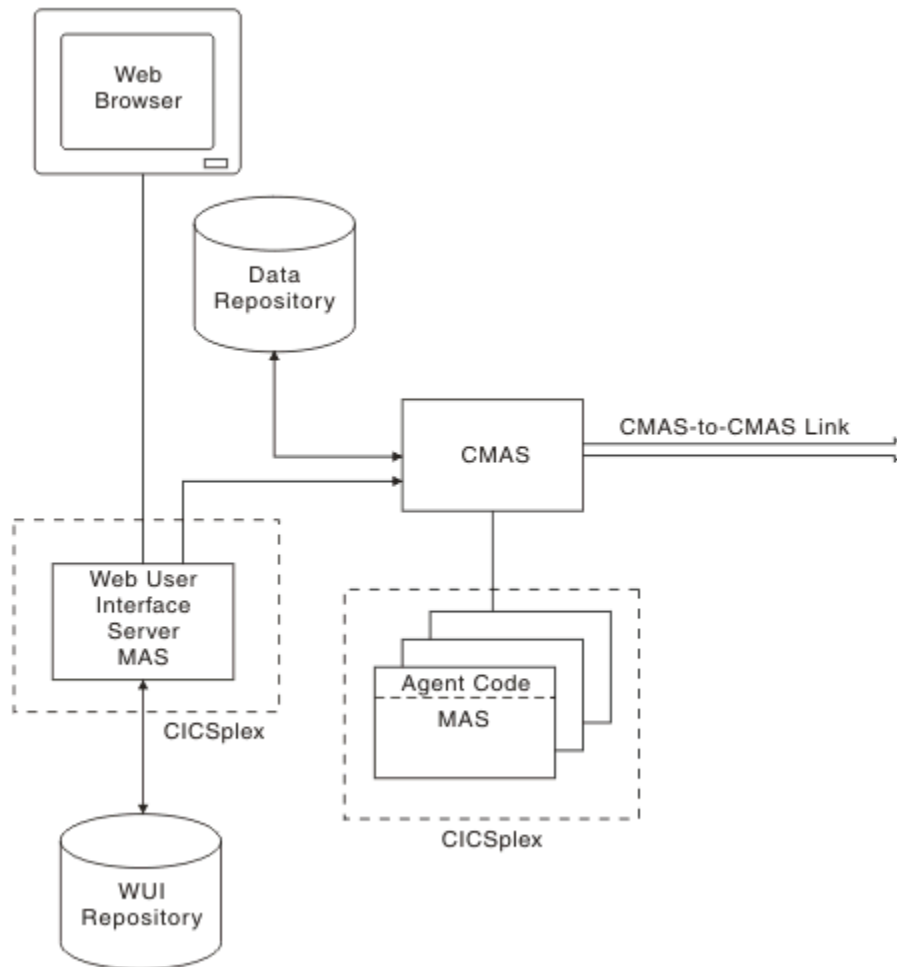 Web
Browser
Data
Repository
CMAS-to-CMAS Link
CMAS
Web User
Interface
Server
MAS
CICSplex
Agent Code
MAS
CICSplex
WUI
Repository